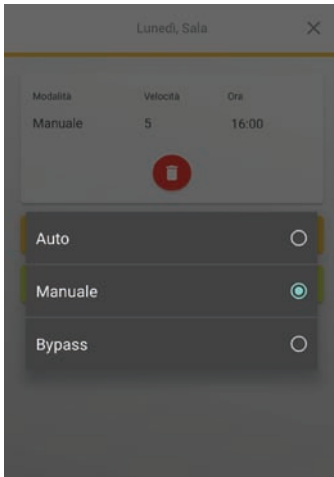 Lunedì, Sala
Modalità Velocità Ora
Manuale 5 16:00
Auto
Manuale
Bypass